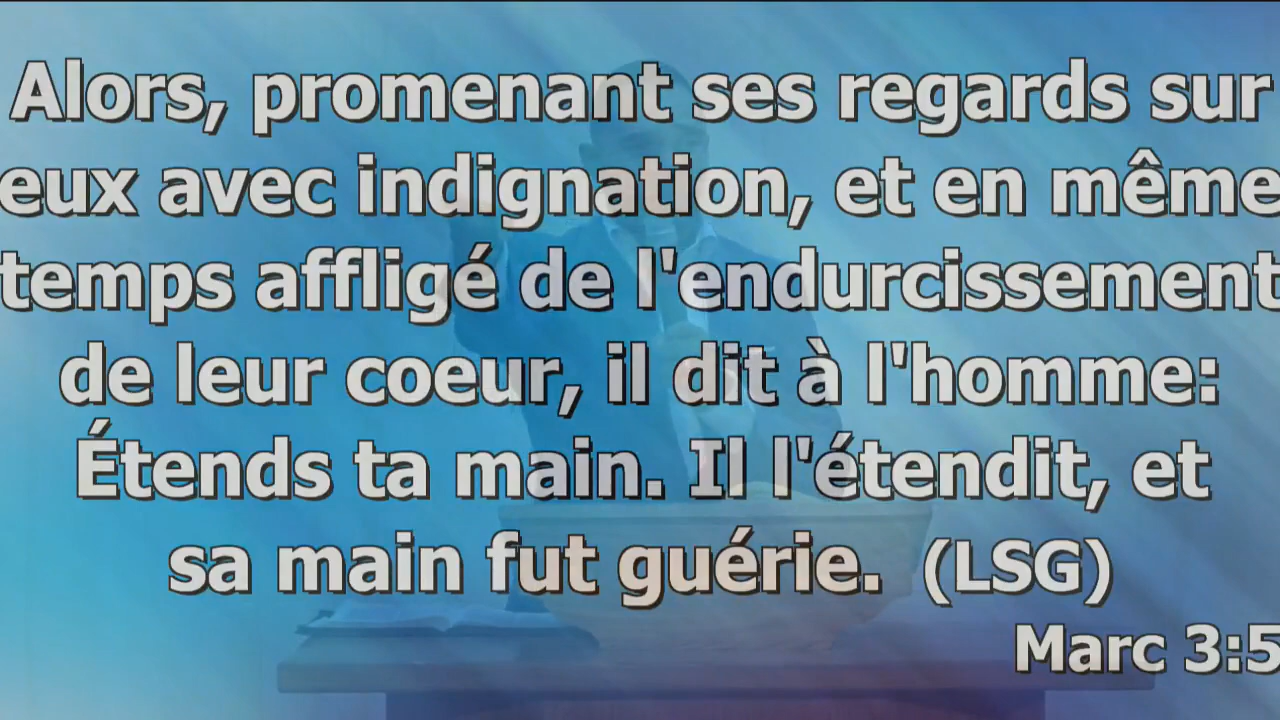 Alors, promenant ses regards sur
eux avec indignation, et en même
temps affligé de l'endurcissement
de leur coeur, il dit à l'homme:
Étends ta main. Il l'étendit, et
sa main fut guérie. (LSG)
Marc 3:5